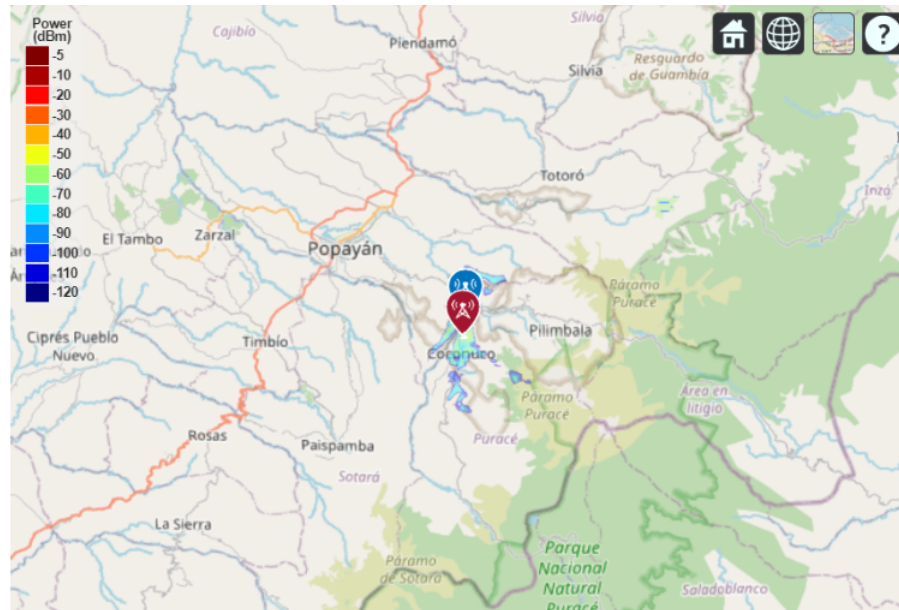 Power
(dBm)
-5
-10
-20
-30
-40
-50
-60
-70
-80
-90
-100
-110
-120
Cajibío
Piendamó
Silvia
Silvia
Resguardo
de Guambía
?
Totoró
Inzá
El Tambo
Zarzal
Popayán
Páramo
Puracé
Pilimbala
Ciprés Pueblo
Nuevo
Timbío
Coconuco
Páramo
Puracé
Área en
litigio
Rosas
Paispamba
Puracé
Sotará
La Sierra
Páramo
de Sotará
Parque
Nacional
Natural
Puracé
Saladoblanco